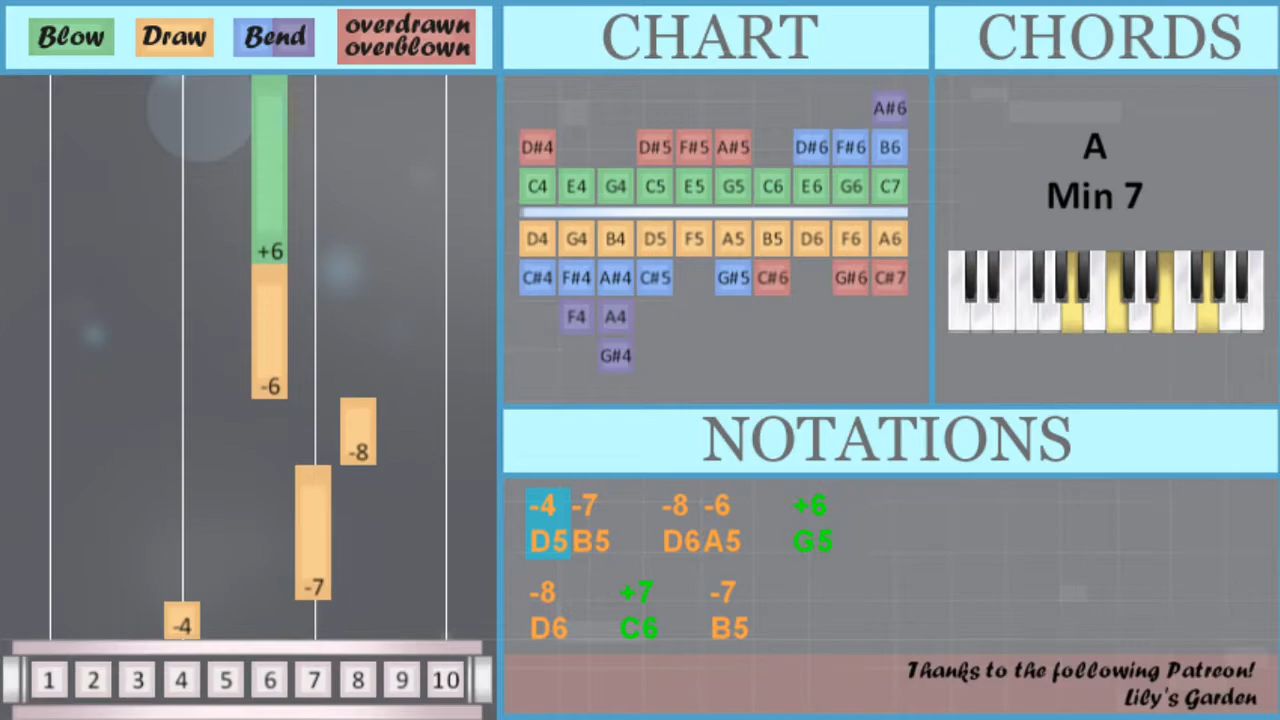 Blow Draw Bend overdrawn
overblown
CHART
CHORDS
+6
-6
-8
-7
-4
1 2 3 4 5 6 7 8 9 10
A#6
D#4 D#5 F#5 A#5 D#6 F#6 B6
C4 E4 G4 C5 E5 G5 C6 E6 G6 C7
D4 G4 B4 D5 F5 A5 B5 D6 F6 A6
C#4 F#4 A#4 C#5 G#5 C#6 G#6 C#7
F4 A4
G#4
A
Min 7
NOTATIONS
-4 -7 -8 -6 +6
D5 B5 D6 A5 G5
-8 +7 -7
D6 C6 B5
Thanks to the following Patreon!
Lily's Garden